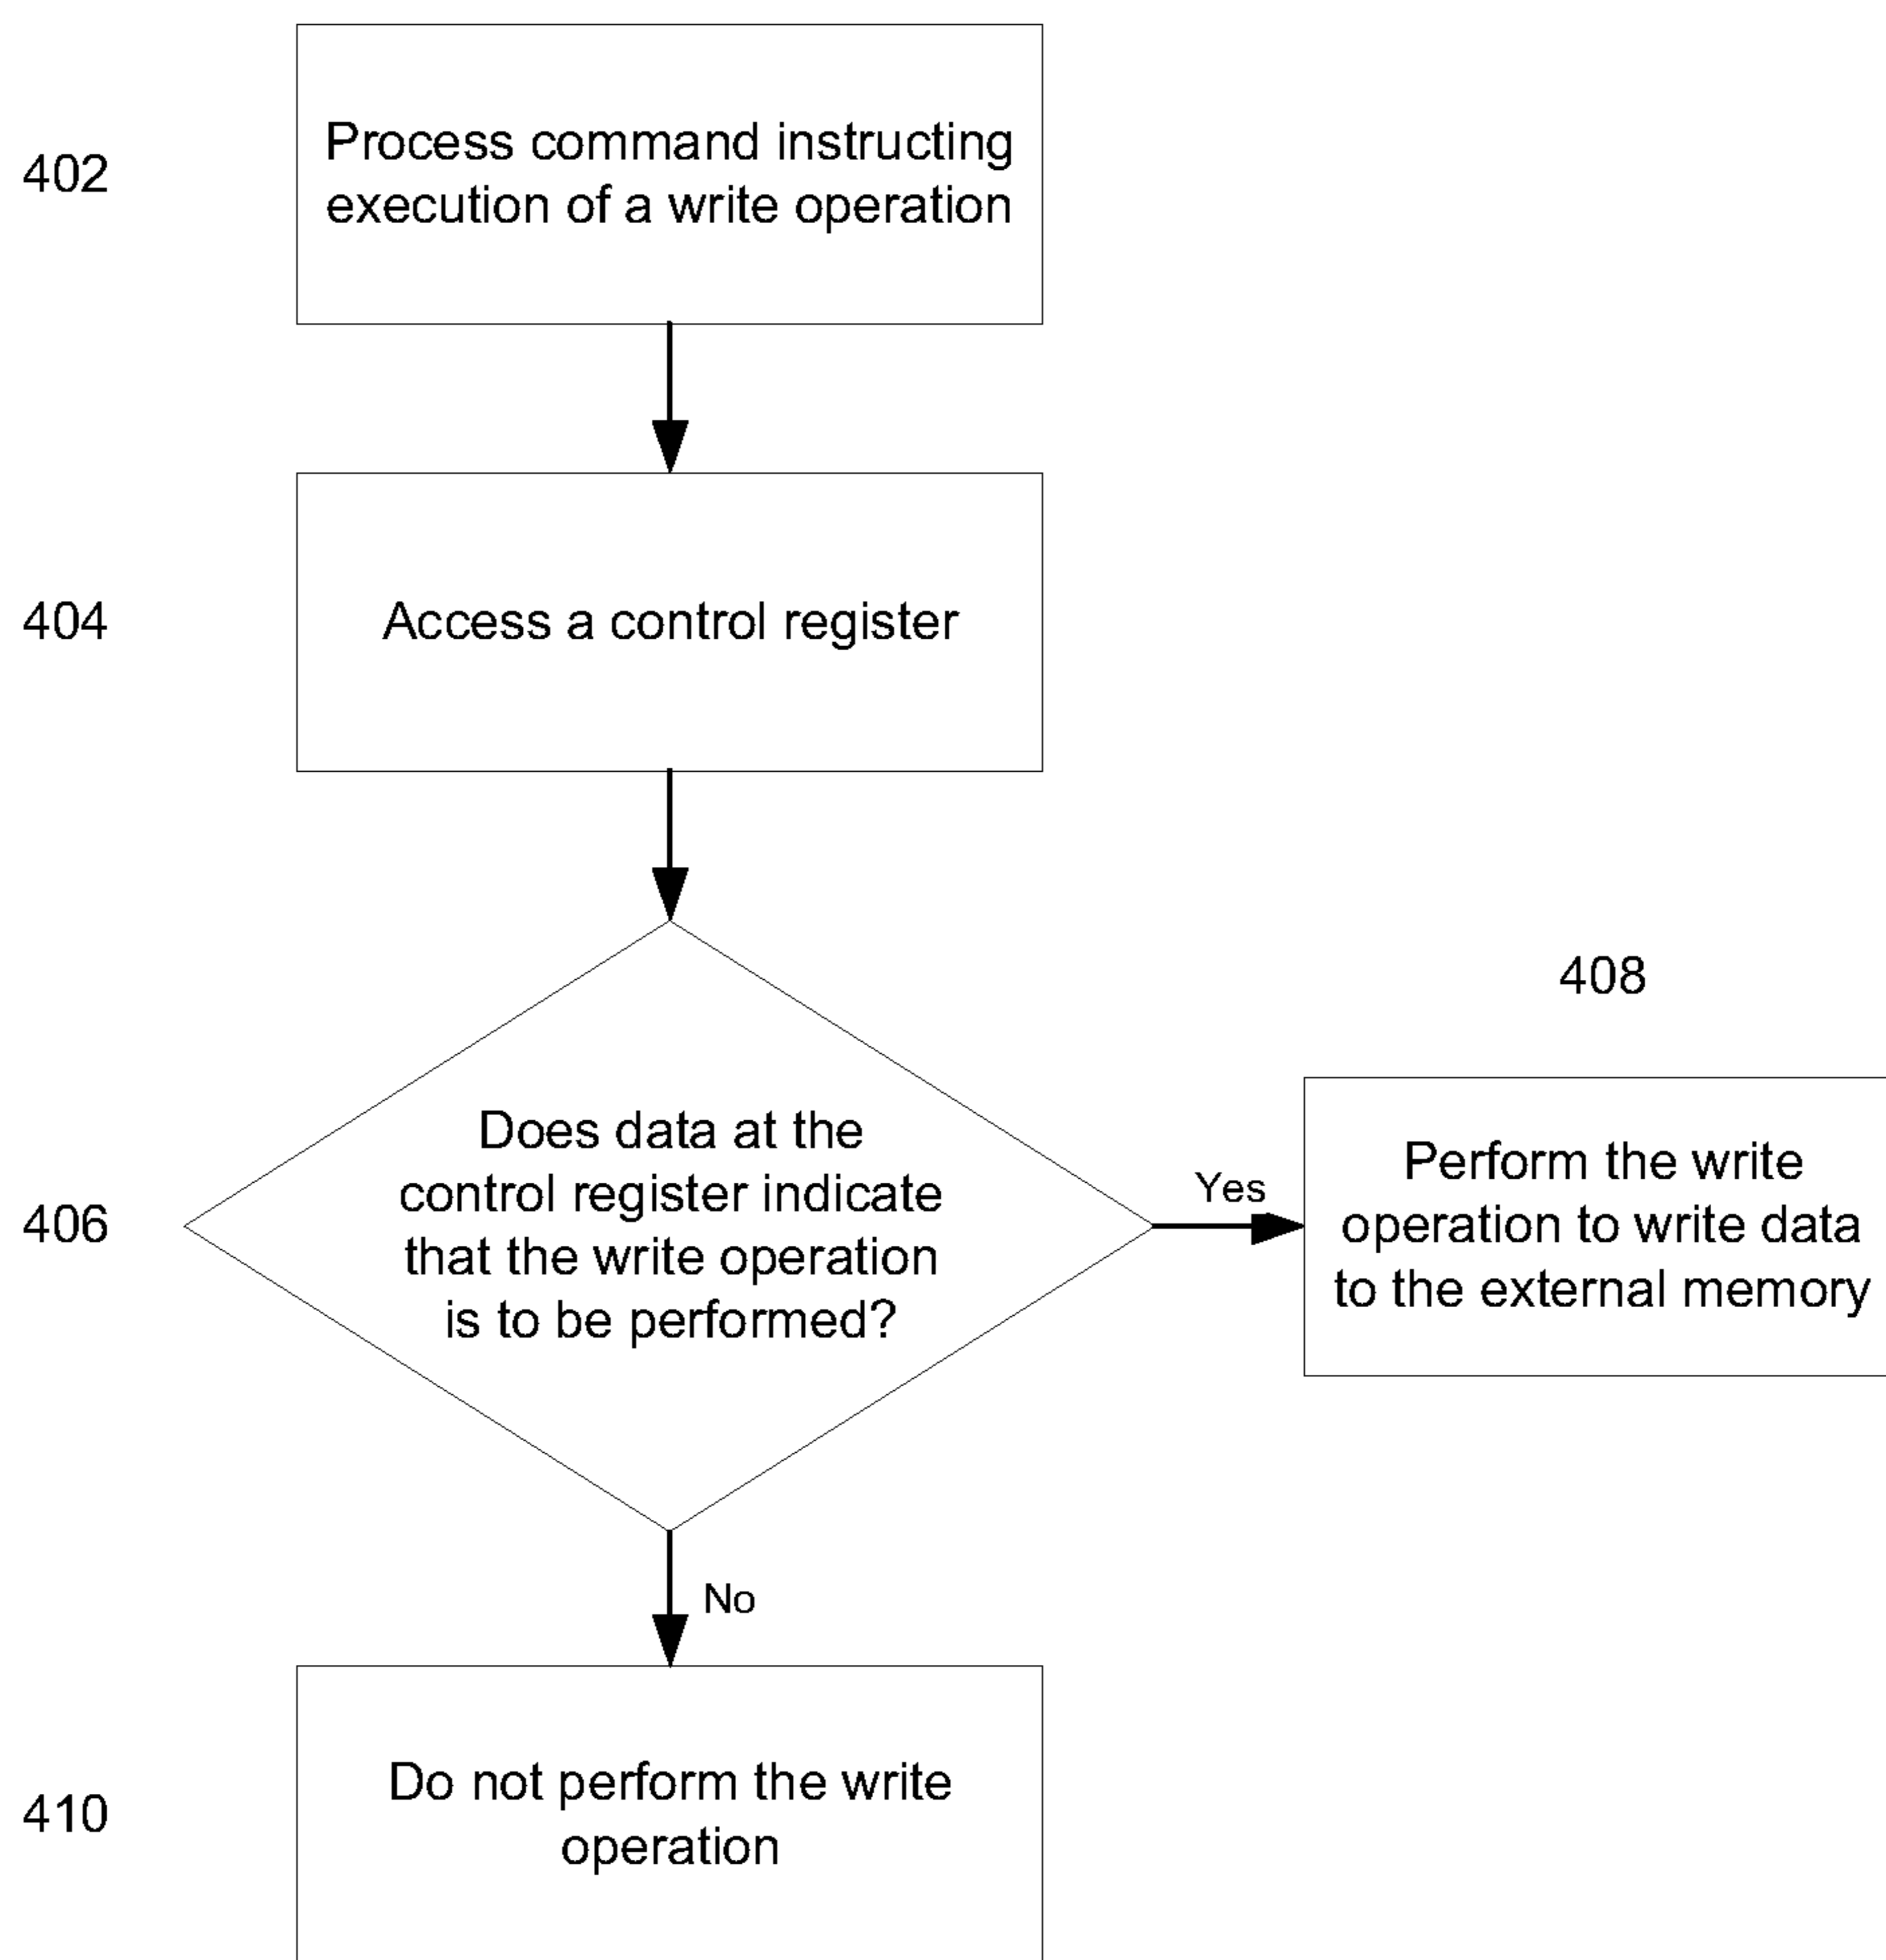 402
Process command instructing
execution of a write operation
404
Access a control register
406
Does data at the
control register indicate
that the write operation
is to be performed?
Yes
408
Perform the write
operation to write data
to the external memory
No
410
Do not perform the write
operation